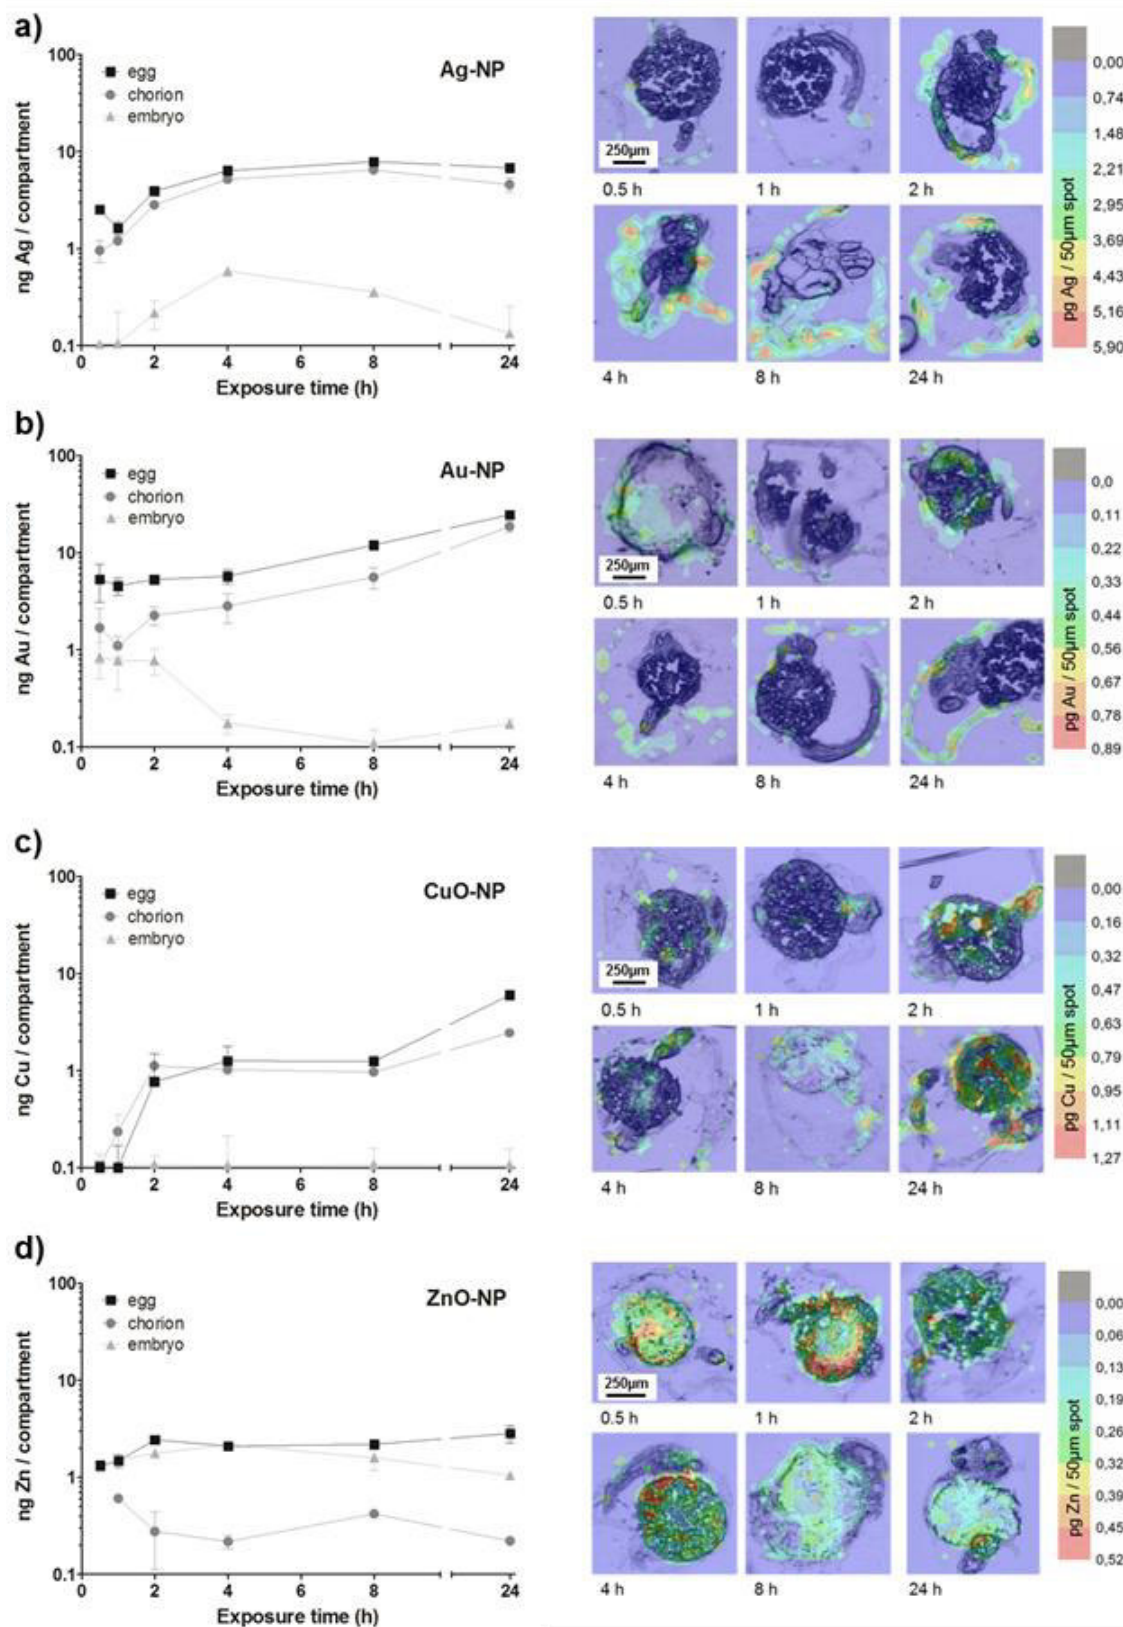 a)
100
10
1
0.1
ng Ag / compartment
egg
chorion
embryo
Ag-NP
0 2 4 6 8 24
Exposure time (h)
250µm
0.5 h 1 h 2 h
4 h 8 h 24 h
0,00
0,74
1,48
2,21
2,95
3,69
4,43
5,16
5,90
pg Ag / 50µm spot
b)
100
10
1
0.1
ng Au / compartment
egg
chorion
embryo
Au-NP
0 2 4 6 8 24
Exposure time (h)
250µm
0.5 h 1 h 2 h
4 h 8 h 24 h
0,0
0,11
0,22
0,33
0,44
0,56
0,67
0,78
0,89
pg Au / 50µm spot
c)
100
10
1
0.1
ng Cu / compartment
egg
chorion
embryo
CuO-NP
0 2 4 6 8 24
Exposure time (h)
250µm
0.5 h 1 h 2 h
4 h 8 h 24 h
0,00
0,16
0,32
0,47
0,63
0,79
0,95
1,11
1,27
pg Cu / 50µm spot
d)
100
10
1
0.1
ng Zn / compartment
egg
chorion
embryo
ZnO-NP
0 2 4 6 8 24
Exposure time (h)
250µm
0.5 h 1 h 2 h
4 h 8 h 24 h
0,00
0,06
0,13
0,19
0,26
0,32
0,39
0,45
0,52
pg Zn / 50µm spot